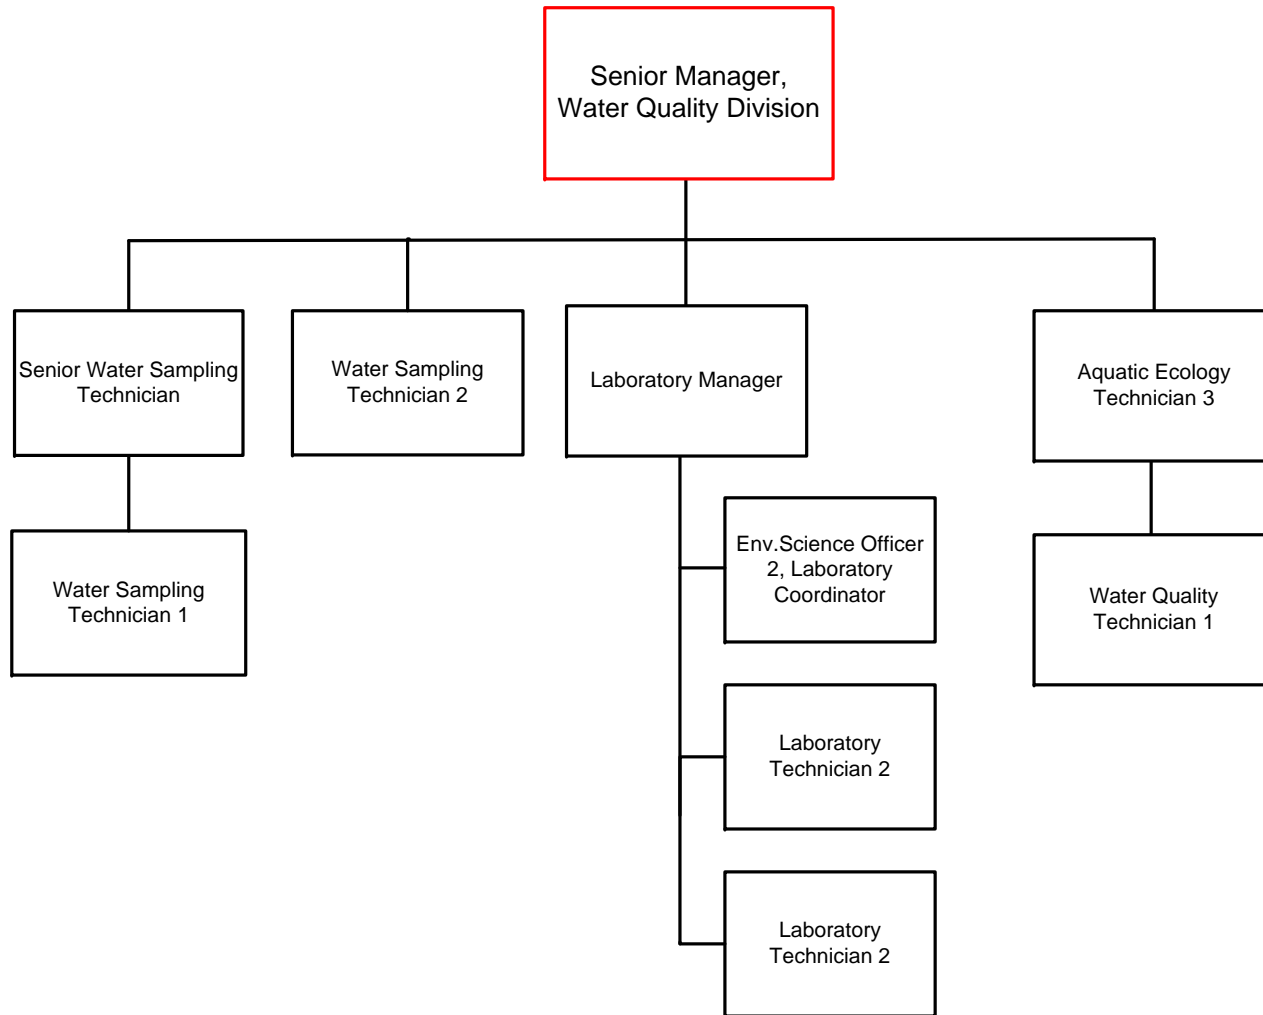 Senior Manager,
Water Quality Division
Senior Water Sampling
Technician
Water Sampling
Technician 2
Laboratory Manager
Aquatic Ecology
Technician 3
Water Sampling
Technician 1
Env.Science Officer
2, Laboratory
Coordinator
Water Quality
Technician 1
Laboratory
Technician 2
Laboratory
Technician 2